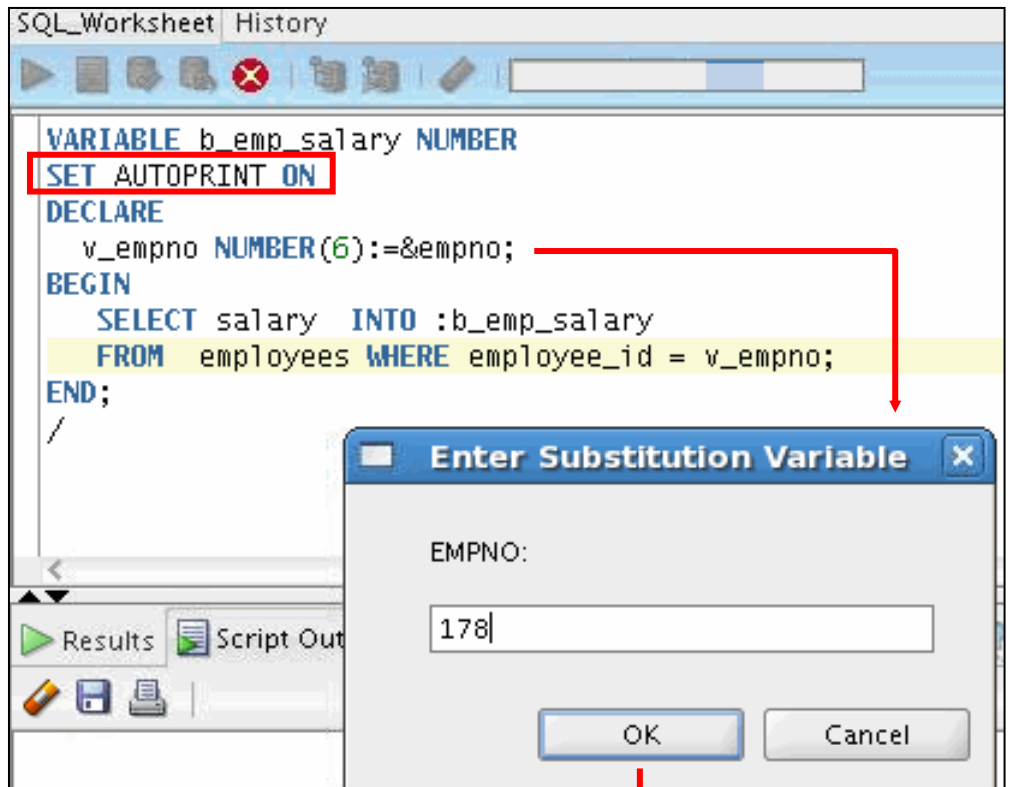 SQL_Worksheet History
VARIABLE b_emp_salary NUMBER
SET AUTOPRINT ON
DECLARE
v_empno NUMBER(6):=&empno;
BEGIN
SELECT salary INTO :b_emp_salary
FROM employees WHERE employee_id = v_empno;
END;
/
Enter Substitution Variable
EMPNO:
178
Results Script Out
OK Cancel